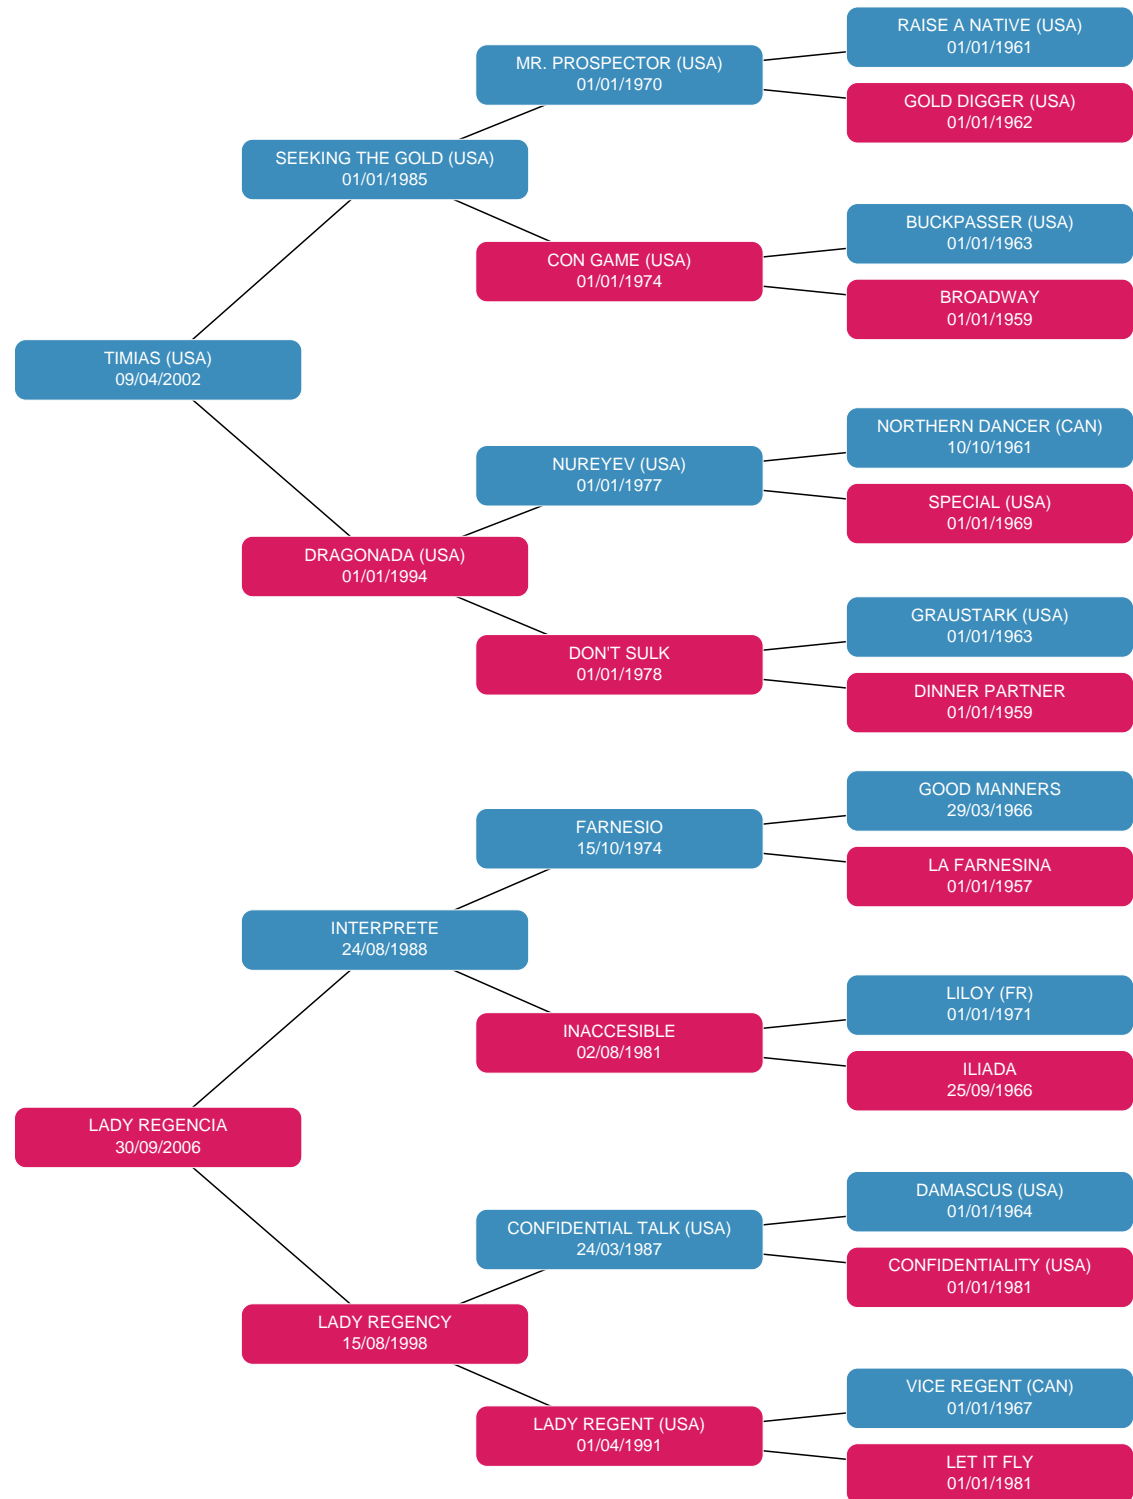 RAISE A NATIVE (USA)
01/01/1961
MR. PROSPECTOR (USA)
01/01/1970
GOLD DIGGER (USA)
01/01/1962
SEEKING THE GOLD (USA)
01/01/1985
BUCKPASSER (USA)
01/01/1963
CON GAME (USA)
01/01/1974
BROADWAY
01/01/1959
TIMIAS (USA)
09/04/2002
NORTHERN DANCER (CAN)
10/10/1961
NUREYEV (USA)
01/01/1977
SPECIAL (USA)
01/01/1969
DRAGONADA (USA)
01/01/1994
GRAUSTARK (USA)
01/01/1963
DON'T SULK
01/01/1978
DINNER PARTNER
01/01/1959
GOOD MANNERS
29/03/1966
FARNESIO
15/10/1974
LA FARNESINA
01/01/1957
INTERPRETE
24/08/1988
LILOY (FR)
01/01/1971
INACCESIBLE
02/08/1981
ILIADA
25/09/1966
LADY REGENCIA
30/09/2006
DAMASCUS (USA)
01/01/1964
CONFIDENTIAL TALK (USA)
24/03/1987
CONFIDENTIALITY (USA)
01/01/1981
LADY REGENCY
15/08/1998
VICE REGENT (CAN)
01/01/1967
LADY REGENT (USA)
01/04/1991
LET IT FLY
01/01/1981